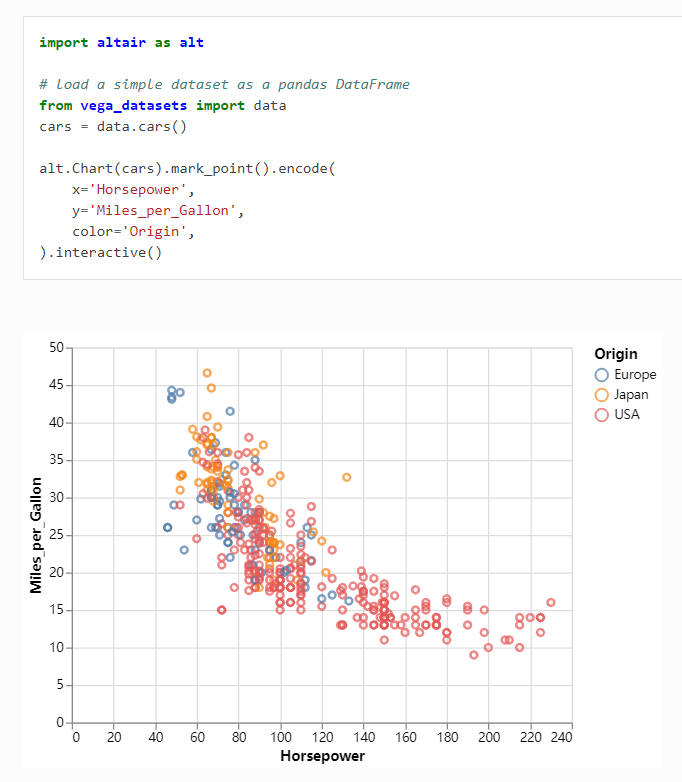 import altair as alt
# load a simple dataset as a pandas DataFrame
from vega_datasets import data
cars = data.cars()
alt.Chart(cars).mark_point().encode(
    x='Horsepower',
    y='Miles_per_Gallon',
    color='Origin',
).interactive()
50
45
40
35
30
25
20
15
10
5
0
Miles_per_Gallon
0 20 40 60 80 100 120 140 160 180 200 220 240
Horsepower
Origin
Europe
Japan
USA